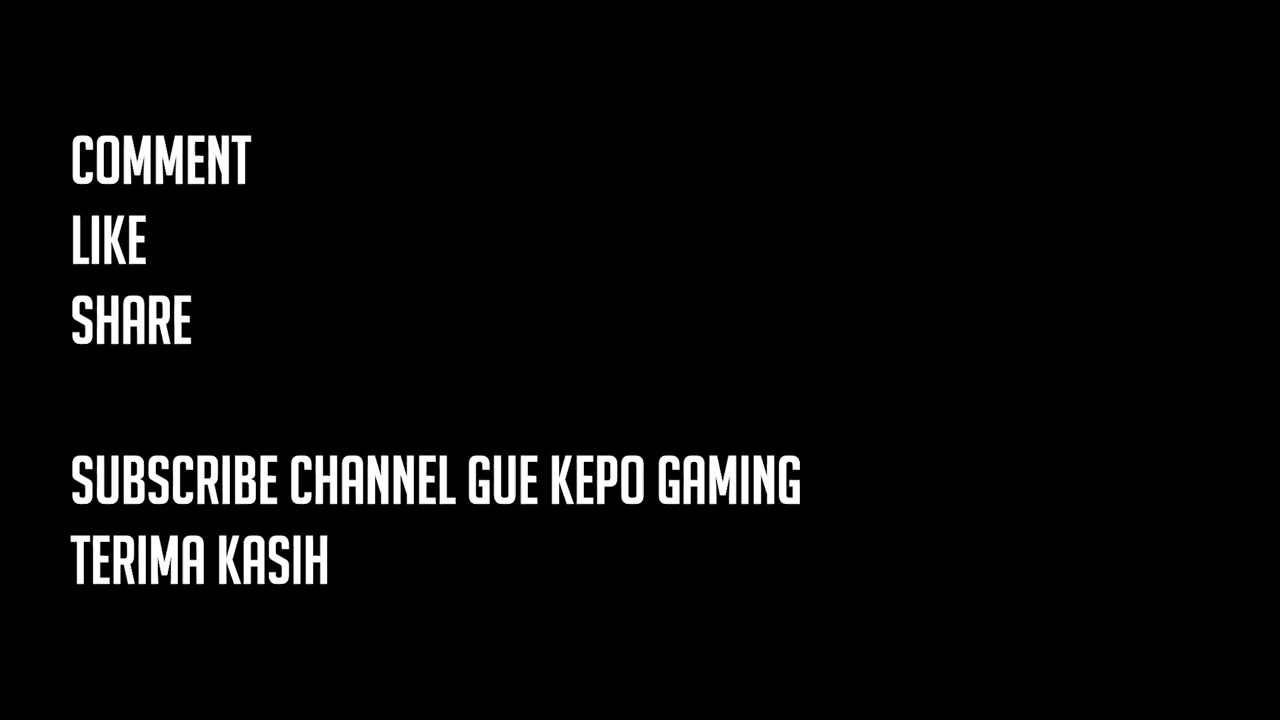 COMMENT
LIKE
SHARE
SUBSCRIBE CHANNEL GUE KEPO GAMING
TERIMA KASIH